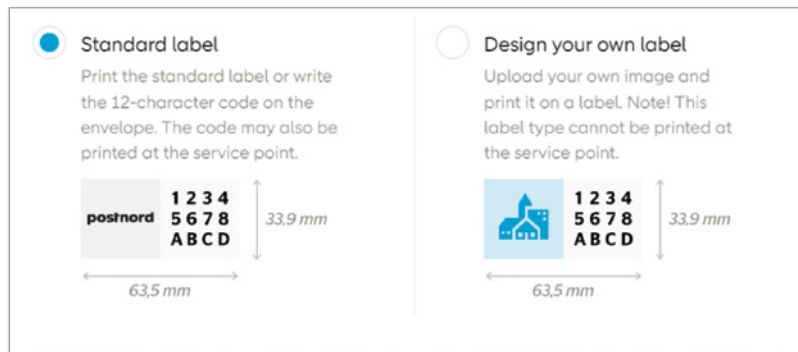 Standard label
Print the standard label or write
the 12-character code on the
envelope. The code may also be
printed at the service point.
postnord
1 2 3 4
5 6 7 8
A B C D
33,9 mm
63,5 mm
Design your own label
Upload your own image and
print it on a label. Note! This
label type cannot be printed at
the service point.
1 2 3 4
5 6 7 8
A B C D
33,9 mm
63,5 mm